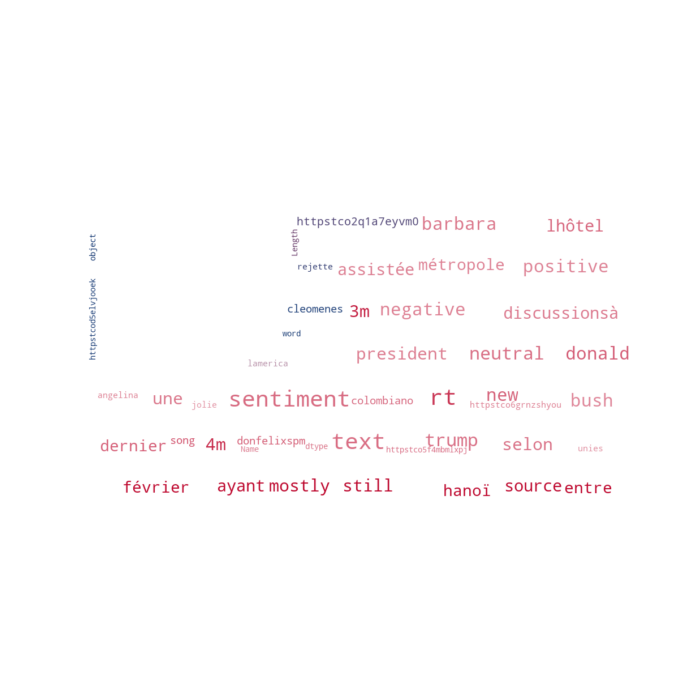 httpstco2q1a7eyvm0 barbara lhôtel
object Length
rejette assistée métropole positive
httpstcod5elvjooek cleomenes 3m negative discussionsà
word
lamerica president neutral donald
angelina une jolie sentiment colombiano rt new httpstco6grnzshyou bush
dernier song 4m donfelixspm Name dtype text httpstco5f4mbmlxpj trump selon unies
février ayant mostly still hanoï source entre